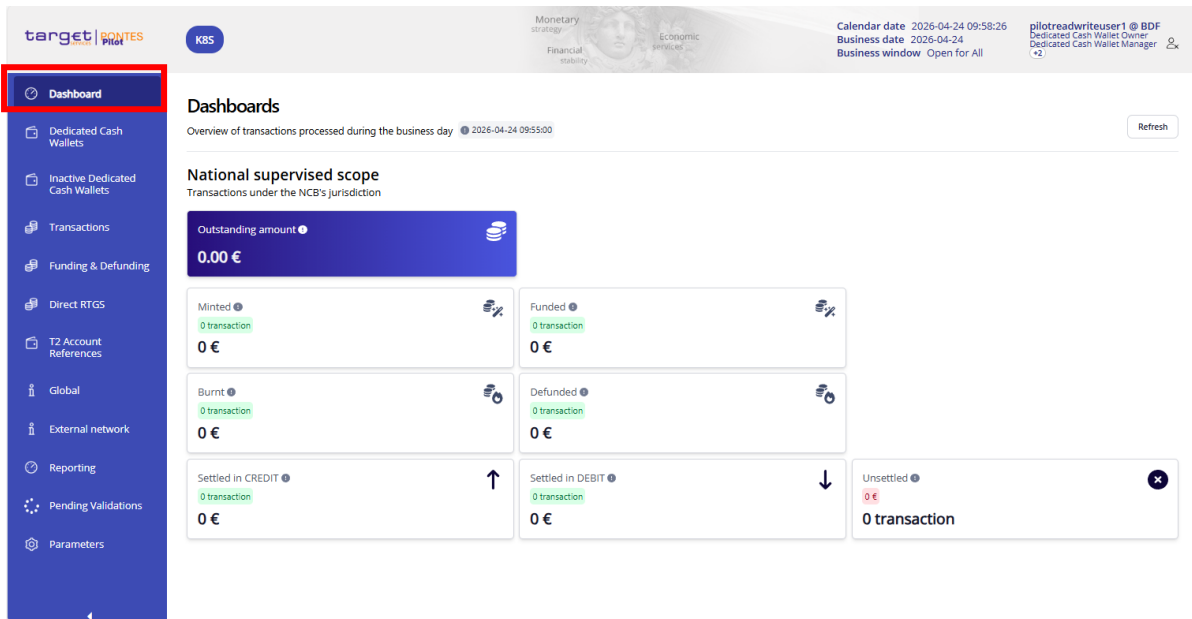 target | PONTES
services Pilot
K8S
Monetary
strategy
Economic
services
Financial
stability
Calendar date 2026-04-24 09:58:26
Business date 2026-04-24
Business window Open for All
pilotreadwriteuser1 @ BDF
Dedicated Cash Wallet Owner
Dedicated Cash Wallet Manager
+2
Dashboard
Dedicated Cash
Wallets
Inactive Dedicated
Cash Wallets
Transactions
Funding & Defunding
Direct RTGS
T2 Account
References
Global
External network
Reporting
Pending Validations
Parameters
Dashboards
Overview of transactions processed during the business day 2026-04-24 09:55:00
Refresh
National supervised scope
Transactions under the NCB's jurisdiction
Outstanding amount
0.00 €
Minted
0 transaction
0 €
Funded
0 transaction
0 €
Burnt
0 transaction
0 €
Defunded
0 transaction
0 €
Settled in CREDIT
0 transaction
0 €
Settled in DEBIT
0 transaction
0 €
Unsettled
0 €
0 transaction